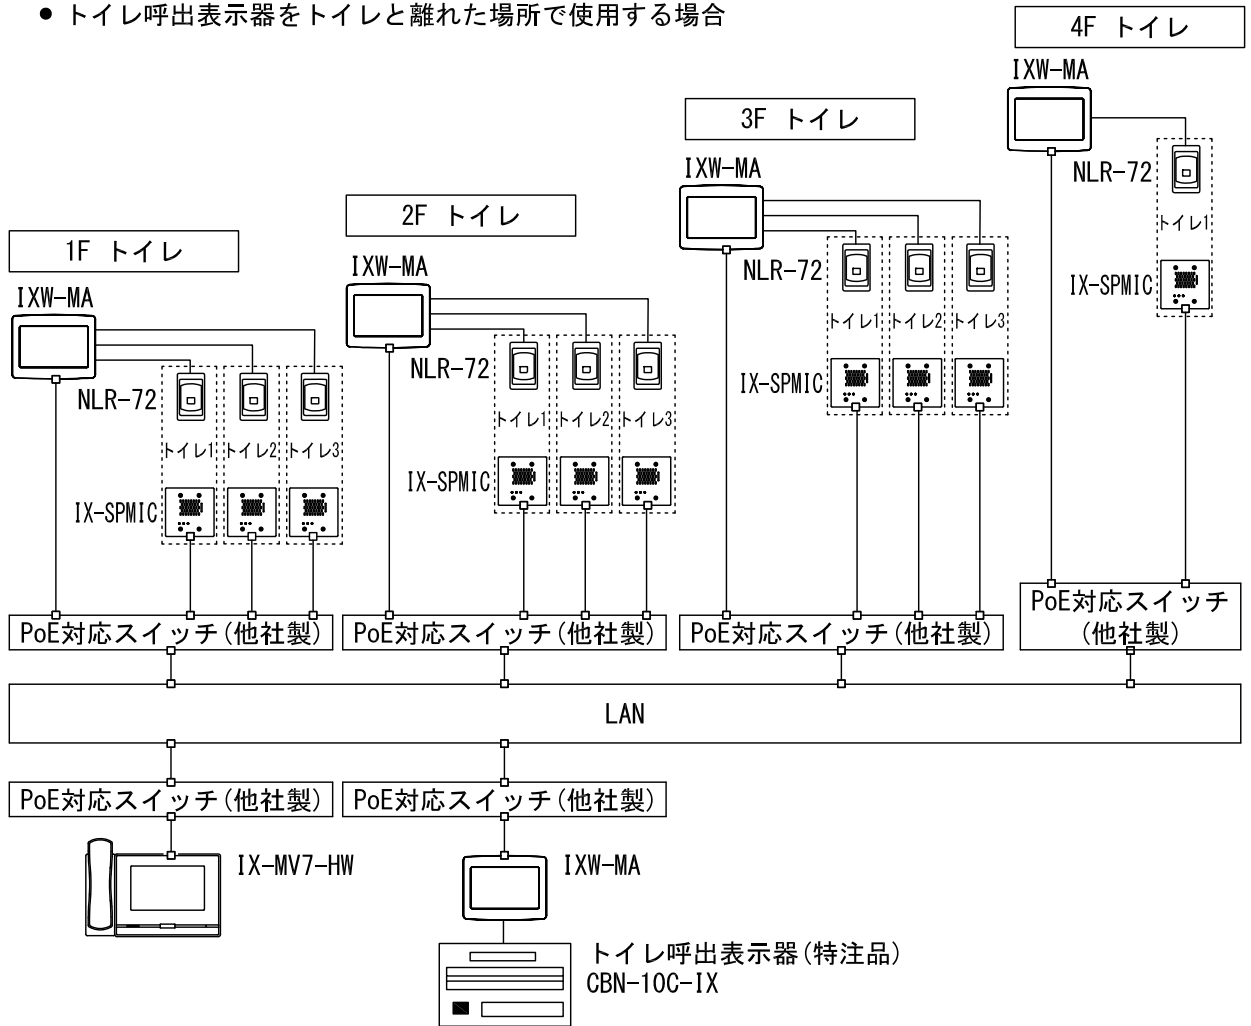 ● トイレ呼出表示器をトイレと離れた場所で使用する場合
1F トイレ
IXW-MA
NLR-72
トイレ1
トイレ2
トイレ3
IX-SPMIC
PoE対応スイッチ(他社製)
2F トイレ
IXW-MA
NLR-72
トイレ1
トイレ2
トイレ3
IX-SPMIC
PoE対応スイッチ(他社製)
3F トイレ
IXW-MA
NLR-72
トイレ1
トイレ2
トイレ3
IX-SPMIC
PoE対応スイッチ(他社製)
4F トイレ
IXW-MA
NLR-72
トイレ1
IX-SPMIC
PoE対応スイッチ
(他社製)
LAN
PoE対応スイッチ(他社製)
IX-MV7-HW
PoE対応スイッチ(他社製)
IXW-MA
トイレ呼出表示器(特注品)
CBN-10C-IX